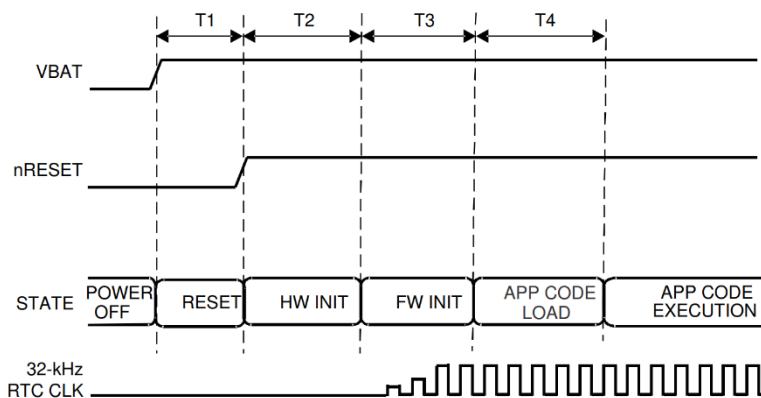 T1 T2 T3 T4
VBAT
nRESET
STATE
POWER
OFF
RESET
HW INIT
FW INIT
APP CODE
LOAD
APP CODE
EXECUTION
32-kHz
RTC CLK